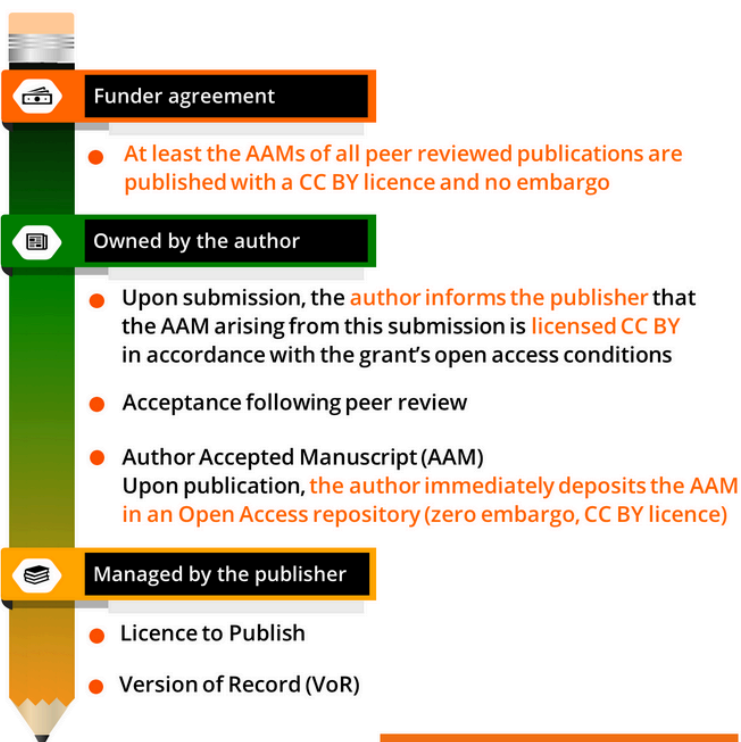 Funder agreement
At least the AAMs of all peer reviewed publications are
published with a CC BY licence and no embargo
Owned by the author
Upon submission, the author informs the publisher that
the AAM arising from this submission is licensed CC BY
in accordance with the grant’s open access conditions
Acceptance following peer review
Author Accepted Manuscript (AAM)
Upon publication, the author immediately deposits the AAM
in an Open Access repository (zero embargo, CC BY licence)
Managed by the publisher
Licence to Publish
Version of Record (VoR)